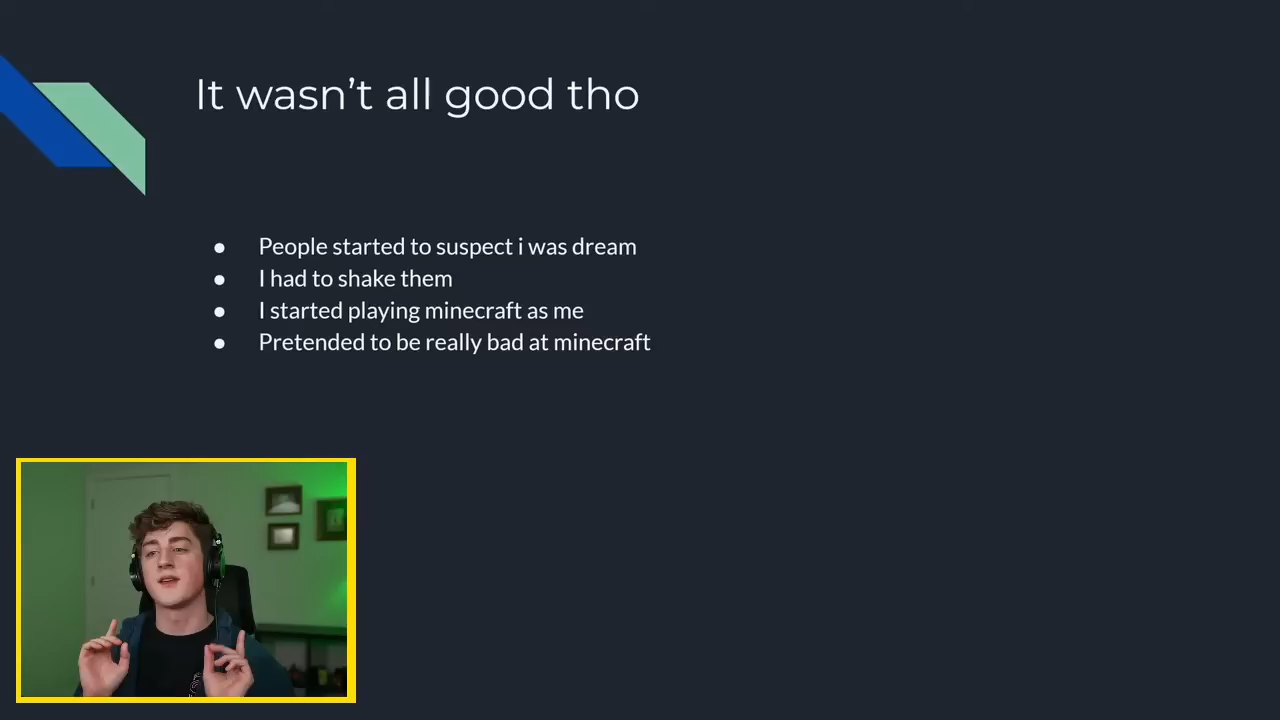 It wasn’t all good tho
People started to suspect i was dream
I had to shake them
I started playing minecraft as me
Pretended to be really bad at minecraft